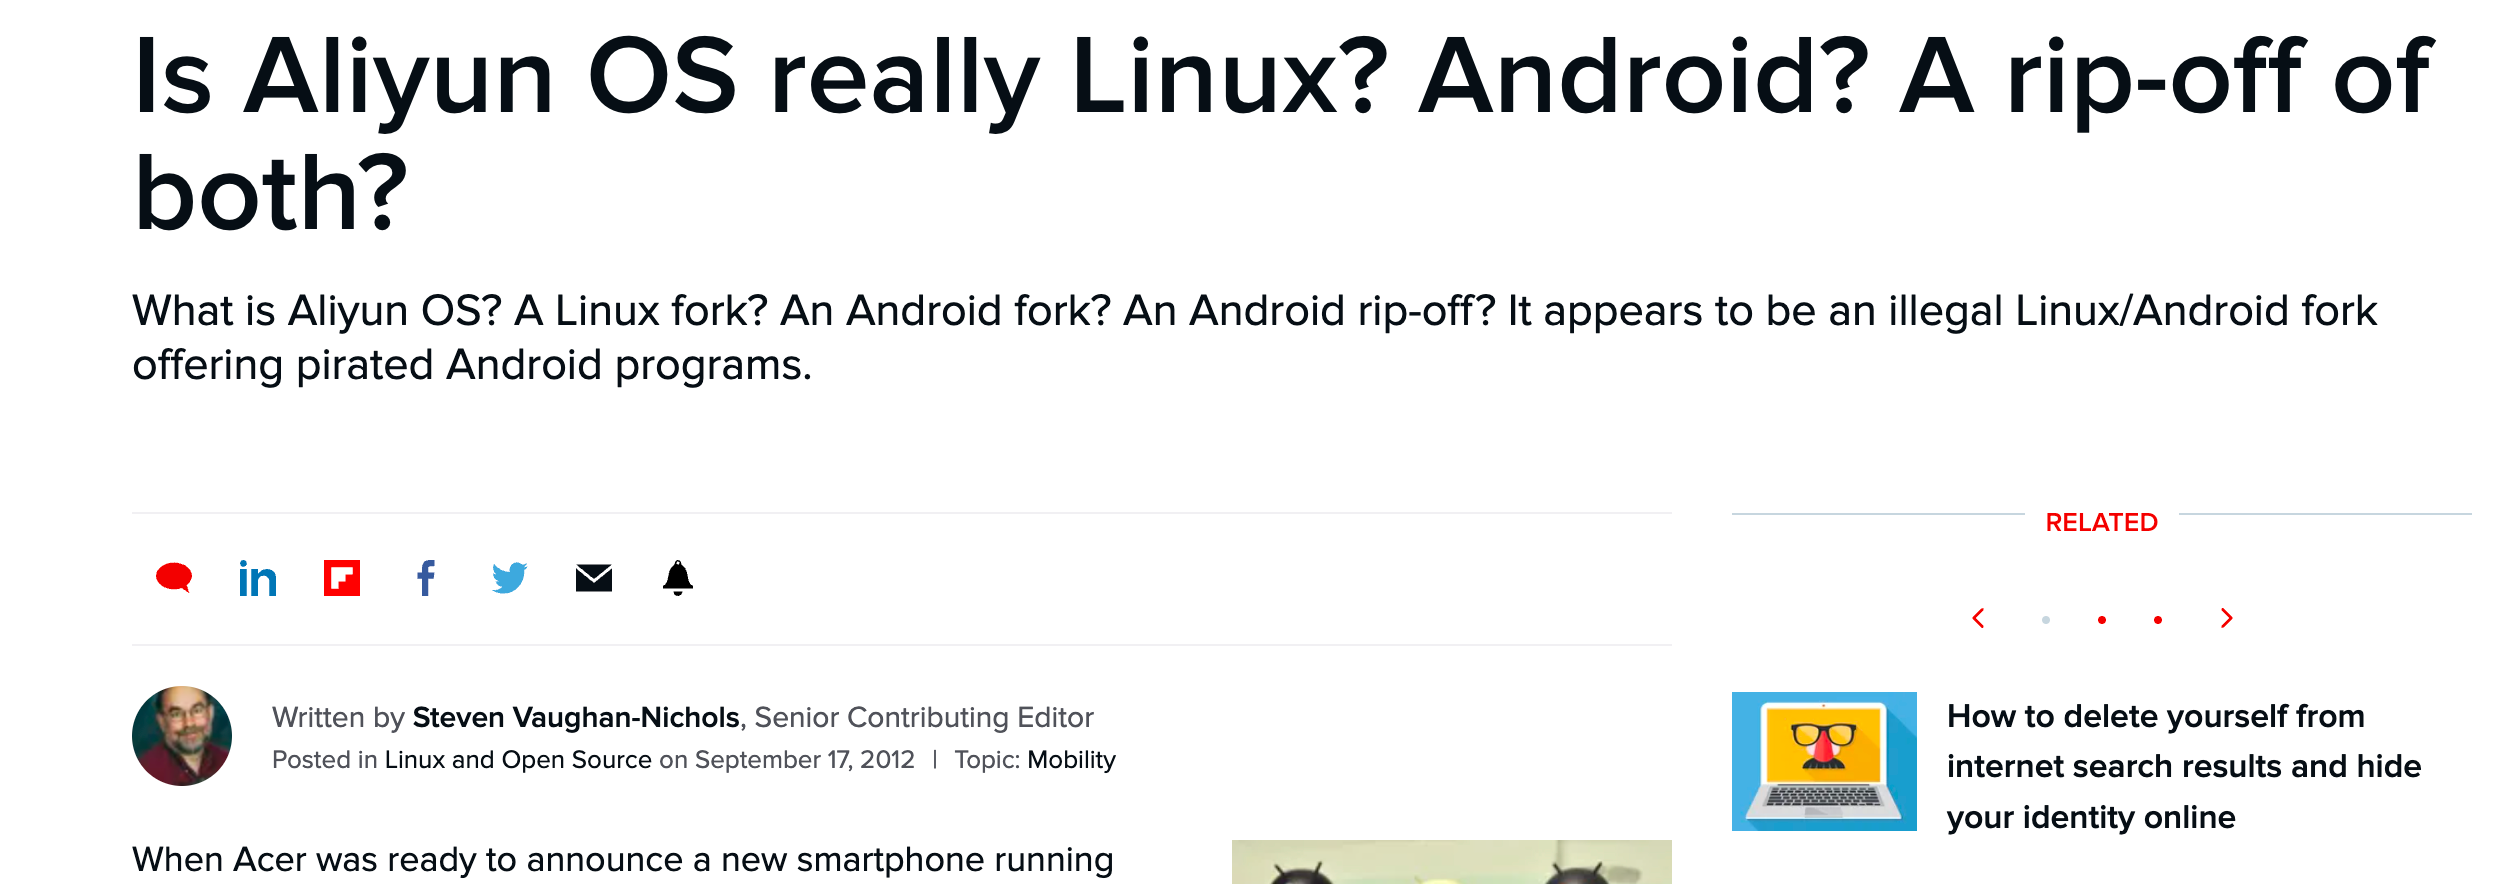 Is Aliyun OS really Linux? Android? A rip-off of
both?
What is Aliyun OS? A Linux fork? An Android fork? An Android rip-off? It appears to be an illegal Linux/Android fork
offering pirated Android programs.
RELATED
Written by Steven Vaughan-Nichols, Senior Contributing Editor
Posted in Linux and Open Source on September 17, 2012 | Topic: Mobility
When Acer was ready to announce a new smartphone running
How to delete yourself from
internet search results and hide
your identity online